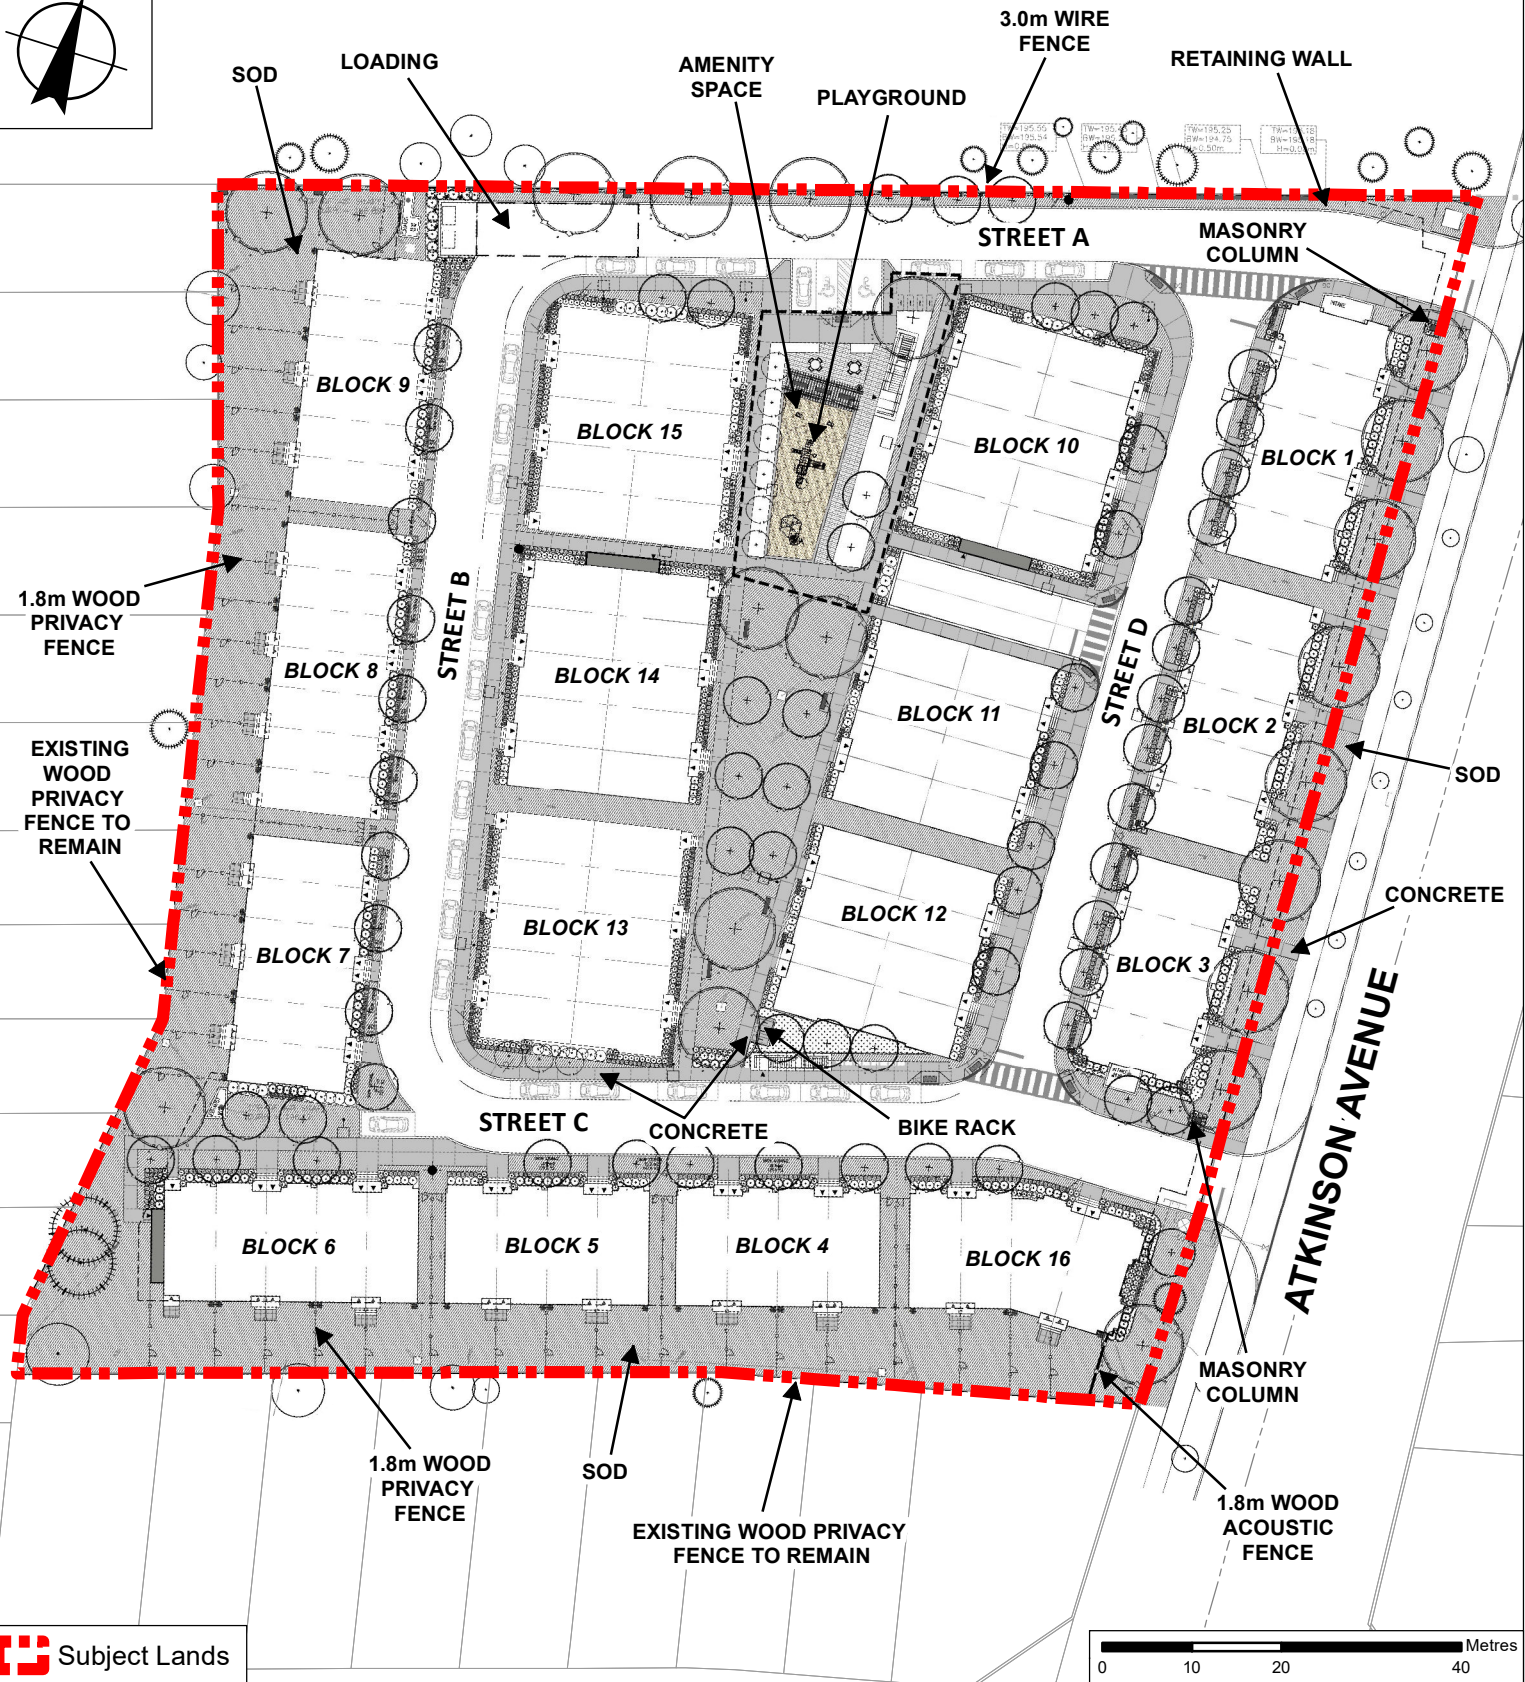 3.0m WIRE
FENCE
RETAINING WALL
LOADING
SOD
AMENITY
SPACE
PLAYGROUND
STREET A
MASONRY
COLUMN
BLOCK 9
BLOCK 15
BLOCK 10
BLOCK 1
1.8m WOOD
PRIVACY
FENCE
STREET B
BLOCK 8
BLOCK 14
BLOCK 11
STREET D
BLOCK 2
EXISTING
WOOD
PRIVACY
FENCE TO
REMAIN
SOD
CONCRETE
BLOCK 7
BLOCK 13
BLOCK 12
BLOCK 3
ATKINSON AVENUE
STREET C
CONCRETE
BIKE RACK
BLOCK 6
BLOCK 5
BLOCK 4
BLOCK 16
MASONRY
COLUMN
1.8m WOOD
PRIVACY
FENCE
SOD
EXISTING WOOD PRIVACY
FENCE TO REMAIN
1.8m WOOD
ACOUSTIC
FENCE
Subject Lands
Metres
0 10 20 40